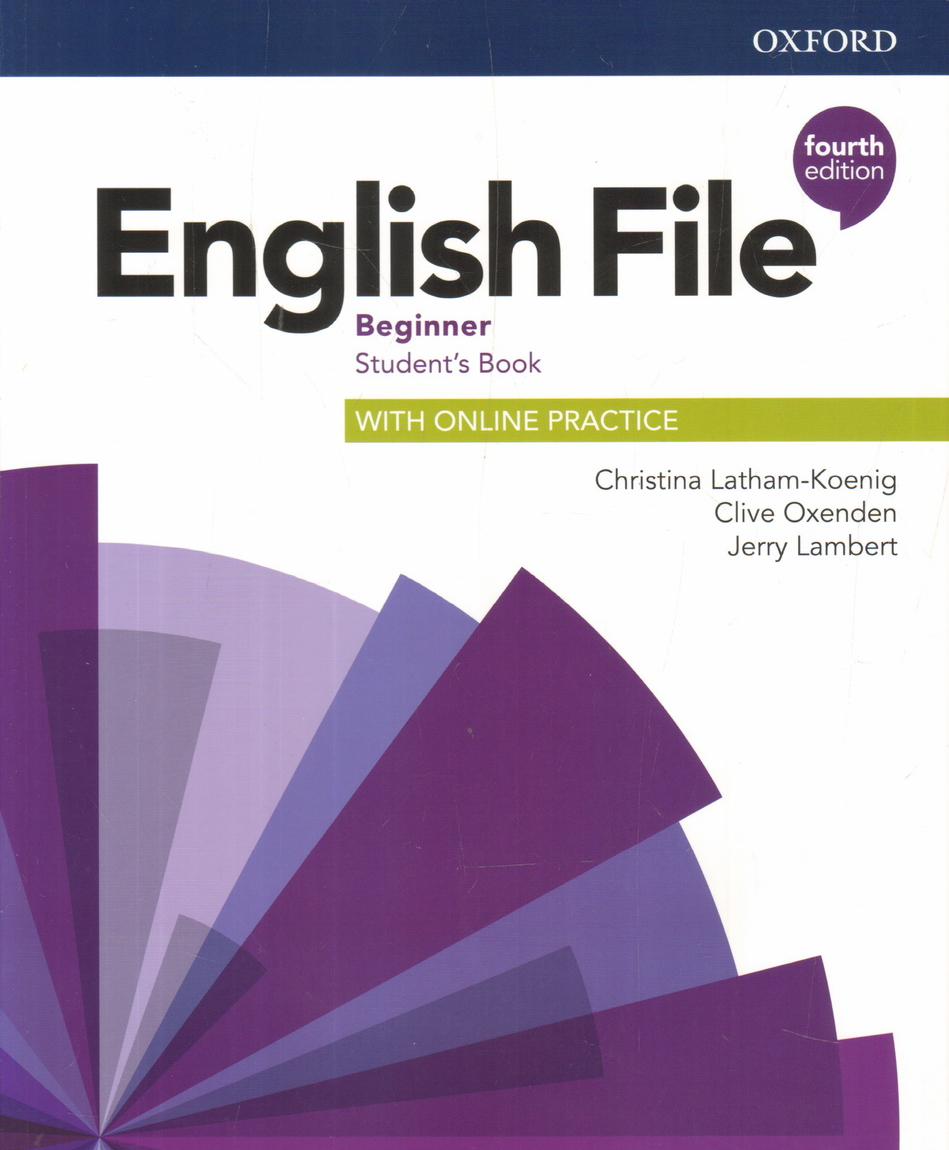 OXFORD
fourth
edition
English File
Beginner
Student's Book
WITH ONLINE PRACTICE
Christina Latham-Koenig
Clive Oxenden
Jerry Lambert